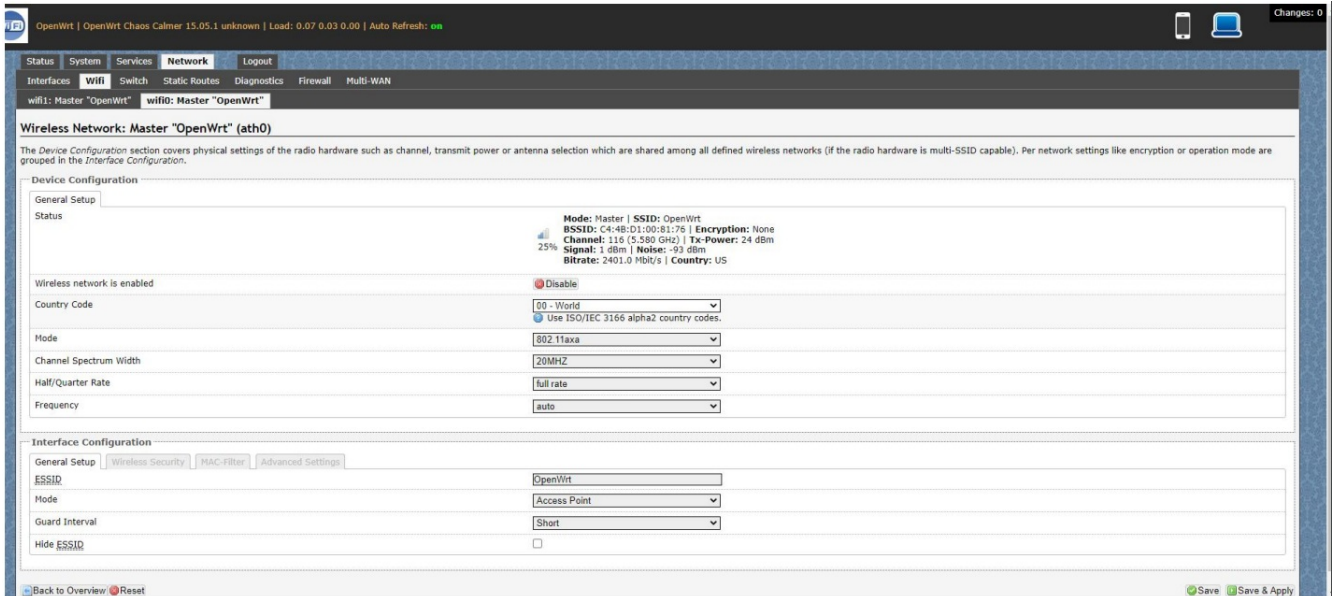 Changes: 0
OpenWrt | OpenWrt Chaos Calmer 15.05.1 unknown | Load: 0.07 0.03 0.00 | Auto Refresh: on
Status System Services Network Logout
Interfaces Wifi Switch Static Routes Diagnostics Firewall Multi-WAN
wifi1: Master "OpenWrt" wifi0: Master "OpenWrt"
Wireless Network: Master "OpenWrt" (ath0)
The Device Configuration section covers physical settings of the radio hardware such as channel, transmit power or antenna selection which are shared among all defined wireless networks (if the radio hardware is multi-SSID capable). Per network settings like encryption or operation mode are
grouped in the Interface Configuration.
Device Configuration
General Setup
Status
Mode: Master | SSID: OpenWrt
BSSID: C4:4B:D1:00:81:76 | Encryption: None
Channel: 116 (5.580 GHz) | Tx-Power: 24 dBm
25% Signal: 1 dBm | Noise: -93 dBm
Bitrate: 2401.0 Mbit/s | Country: US
Wireless network is enabled Disable
Country Code 00 - World
Use ISO/IEC 3166 alpha2 country codes.
Mode 802.11axa
Channel Spectrum Width 20MHZ
Half/Quarter Rate full rate
Frequency auto
Interface Configuration
General Setup Wireless Security MAC-Filter Advanced Settings
ESSID OpenWrt
Mode Access Point
Guard Interval Short
Hide ESSID
Back to Overview Reset Save Save & Apply